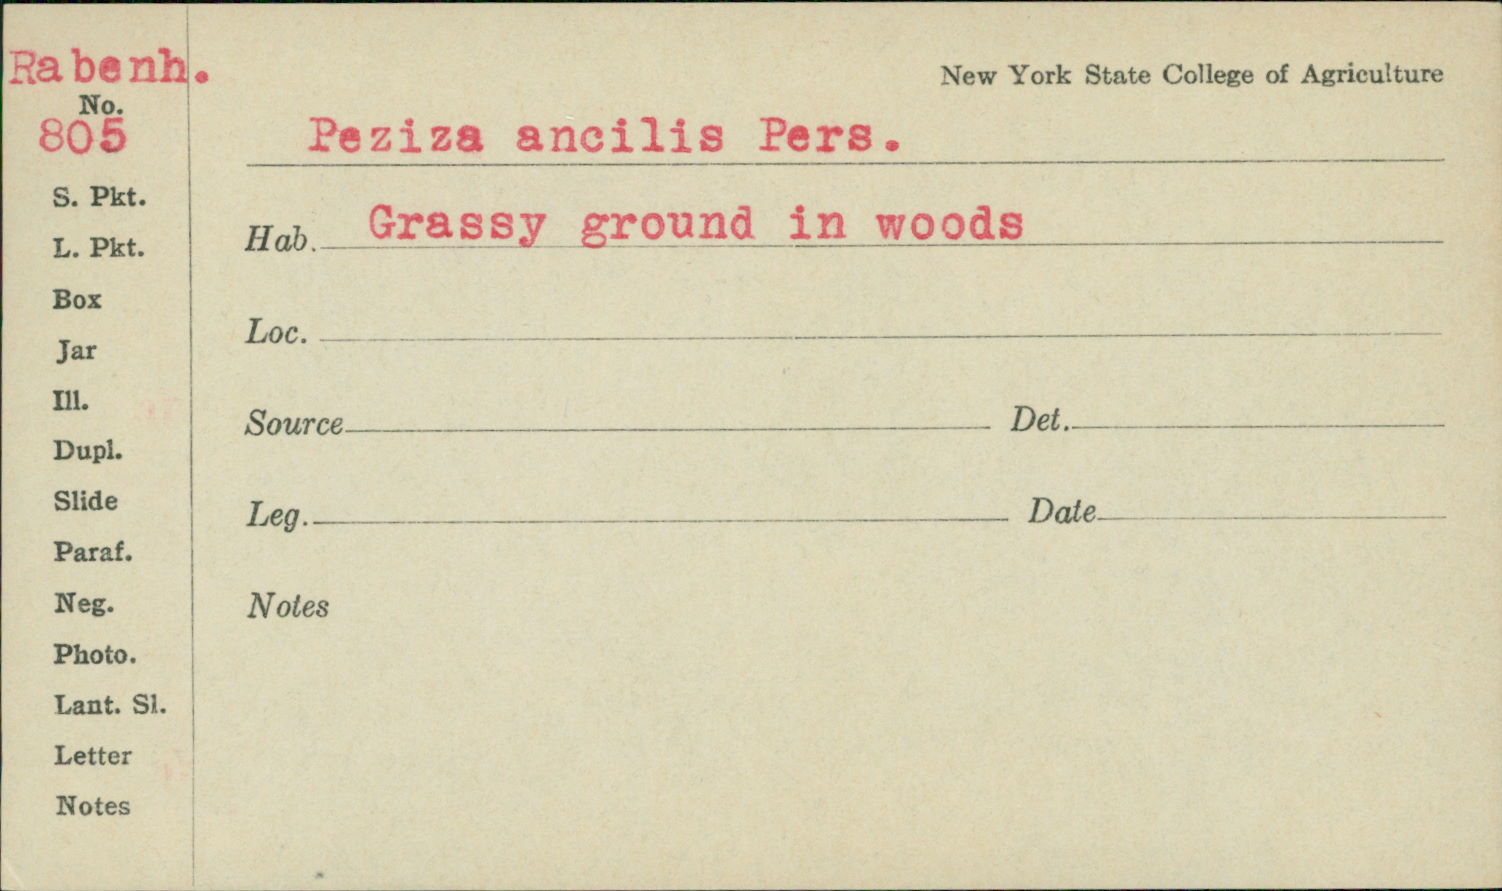 Rabenh.
New York State College of Agriculture
No.
805
Peziza ancilis Pers.
S. Pkt.
Hab. Grassy ground in woods
L. Pkt.
Box
Loc.
Jar
Ill.
Source Det.
Dupl.
Slide
Leg. Date
Paraf.
Neg.
Notes
Photo.
Lant. Sl.
Letter
Notes